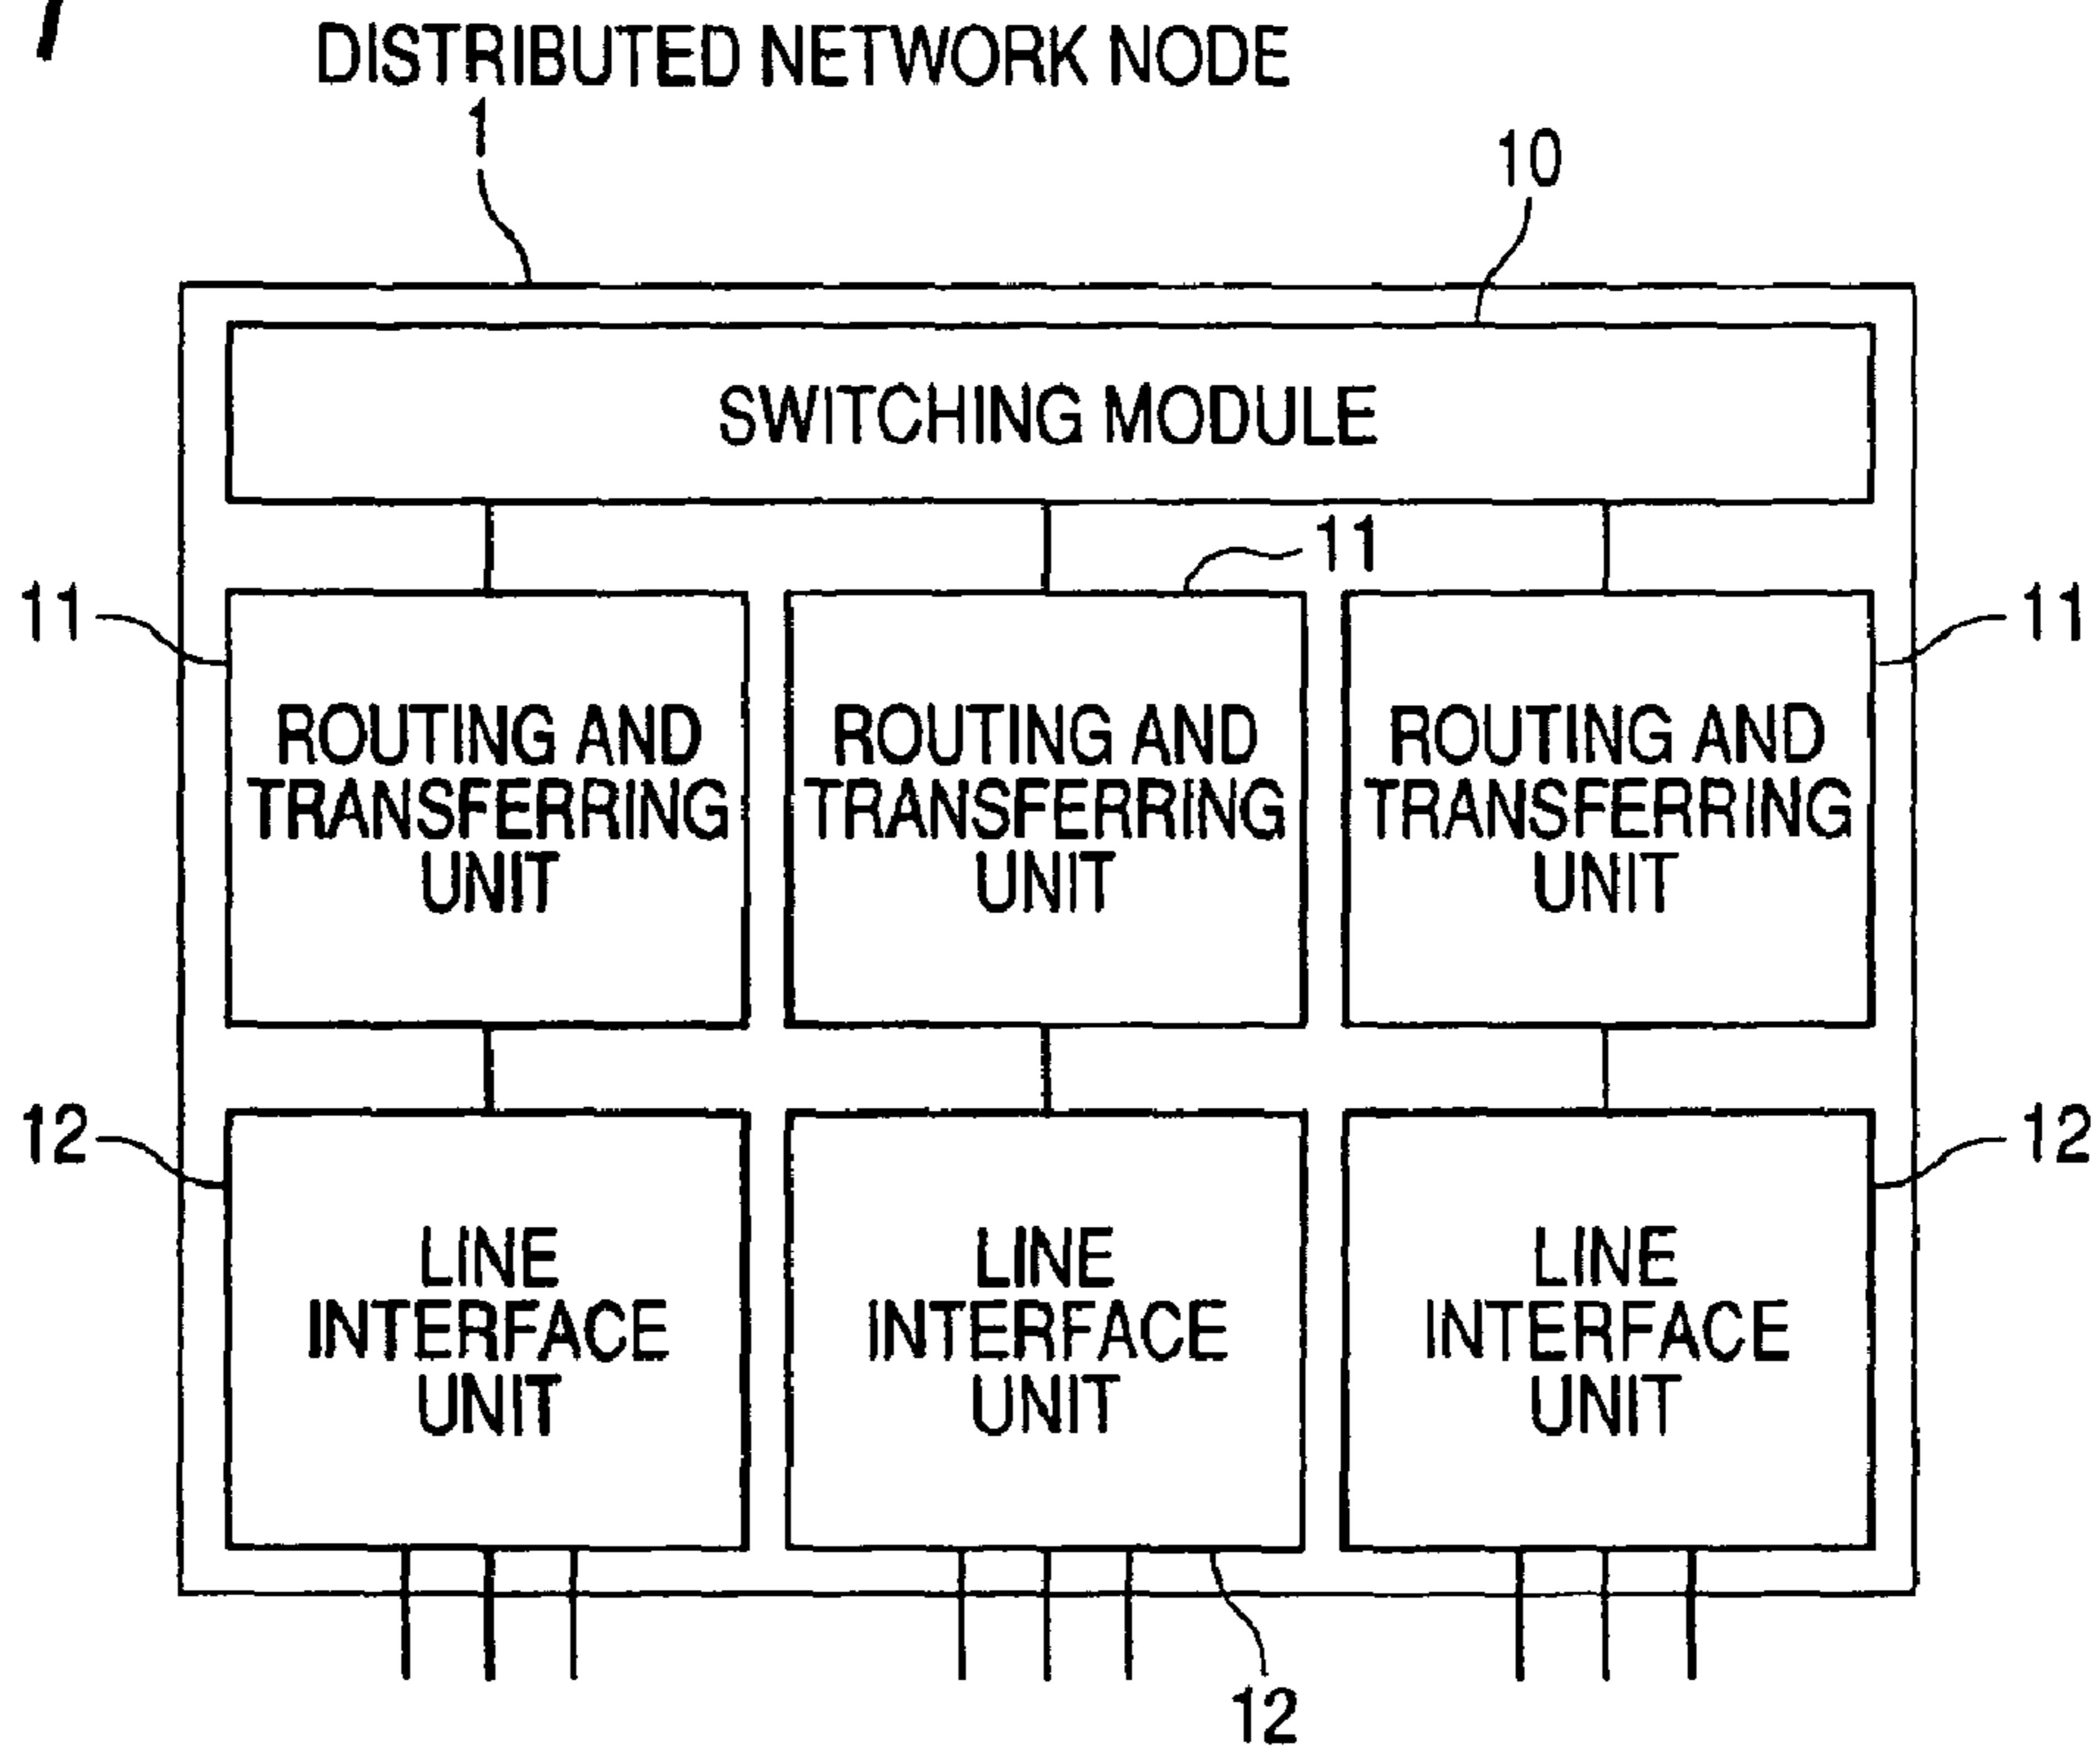 DISTRIBUTED NETWORK NODE
1
10
SWITCHING MODULE
11
11
11
ROUTING AND
TRANSFERRING
UNIT
ROUTING AND
TRANSFERRING
UNIT
ROUTING AND
TRANSFERRING
UNIT
12
12
LINE
INTERFACE
UNIT
LINE
INTERFACE
UNIT
LINE
INTERFACE
UNIT
12